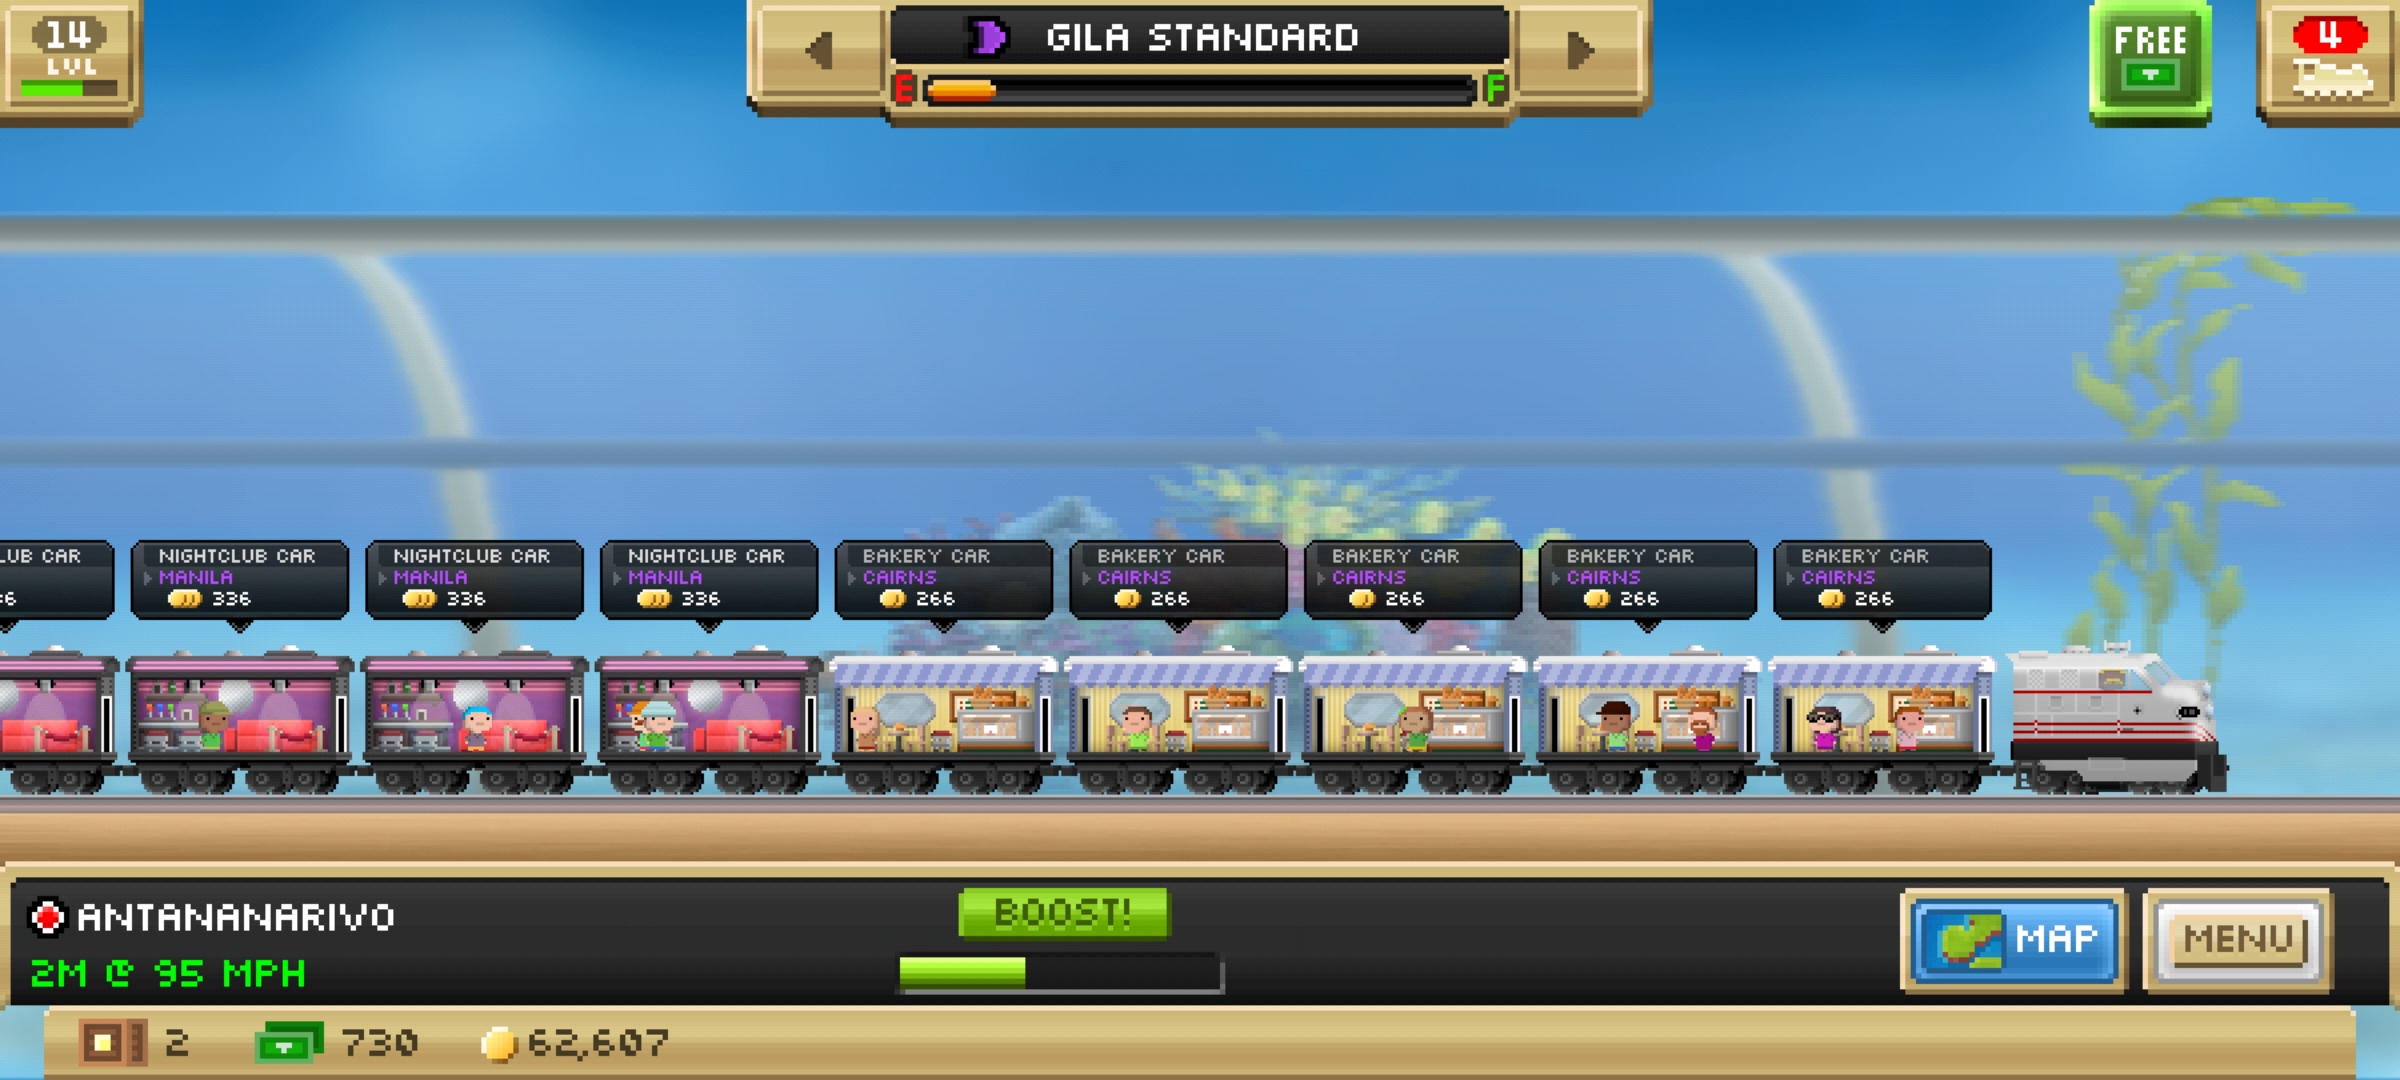 14
LVL
GILA STANDARD
E F
FREE
4
LUB CAR
NIGHTCLUB CAR
MANILA
336
NIGHTCLUB CAR
MANILA
336
NIGHTCLUB CAR
MANILA
336
BAKERY CAR
CAIRNS
266
BAKERY CAR
CAIRNS
266
BAKERY CAR
CAIRNS
266
BAKERY CAR
CAIRNS
266
BAKERY CAR
CAIRNS
266
ANTANANARIVO
2M @ 95 MPH
BOOST!
MAP
MENU
2
730
62,607